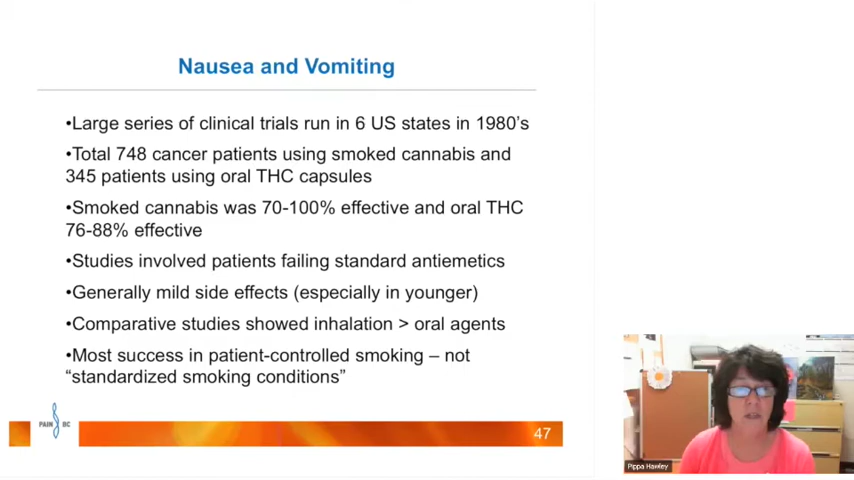 Nausea and Vomiting
•Large series of clinical trials run in 6 US states in 1980’s
•Total 748 cancer patients using smoked cannabis and
345 patients using oral THC capsules
•Smoked cannabis was 70-100% effective and oral THC
76-88% effective
•Studies involved patients failing standard antiemetics
•Generally mild side effects (especially in younger)
•Comparative studies showed inhalation > oral agents
•Most success in patient-controlled smoking – not
“standardized smoking conditions”
PAIN BC
47
Pippa Hawley